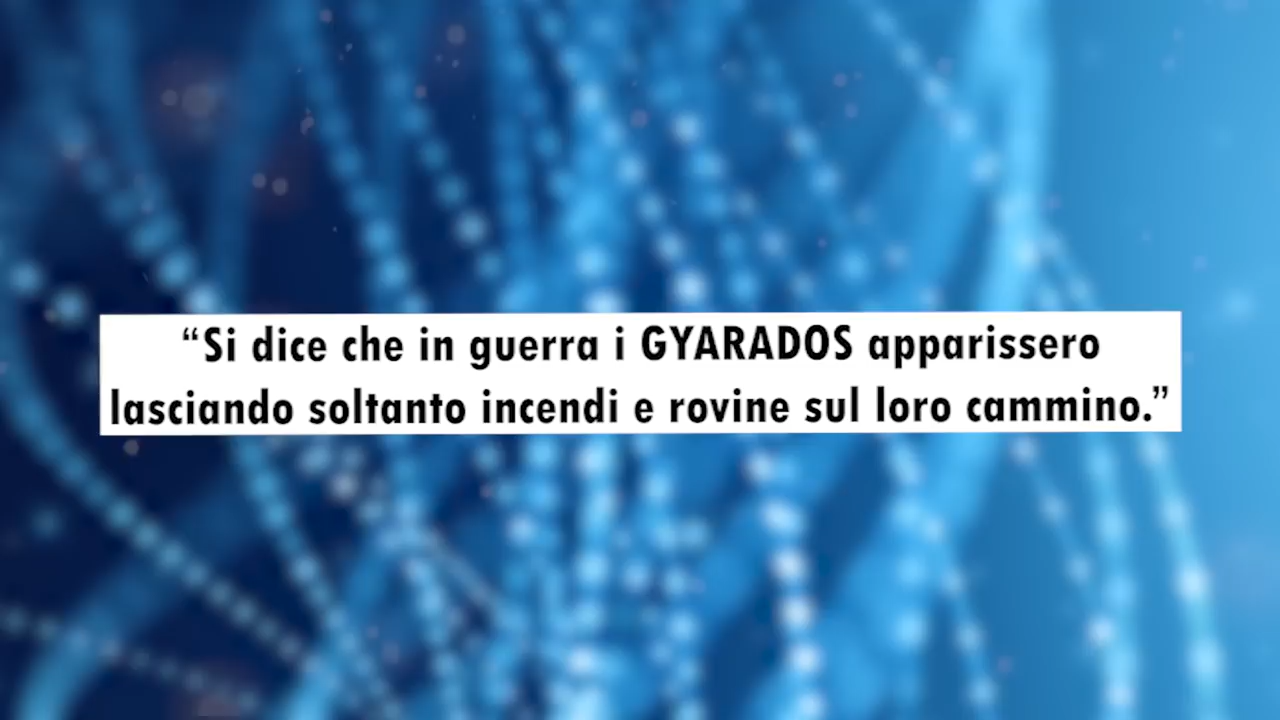 “Si dice che in guerra i GYARADOS apparissero
lasciando soltanto incendi e rovine sul loro cammino.”